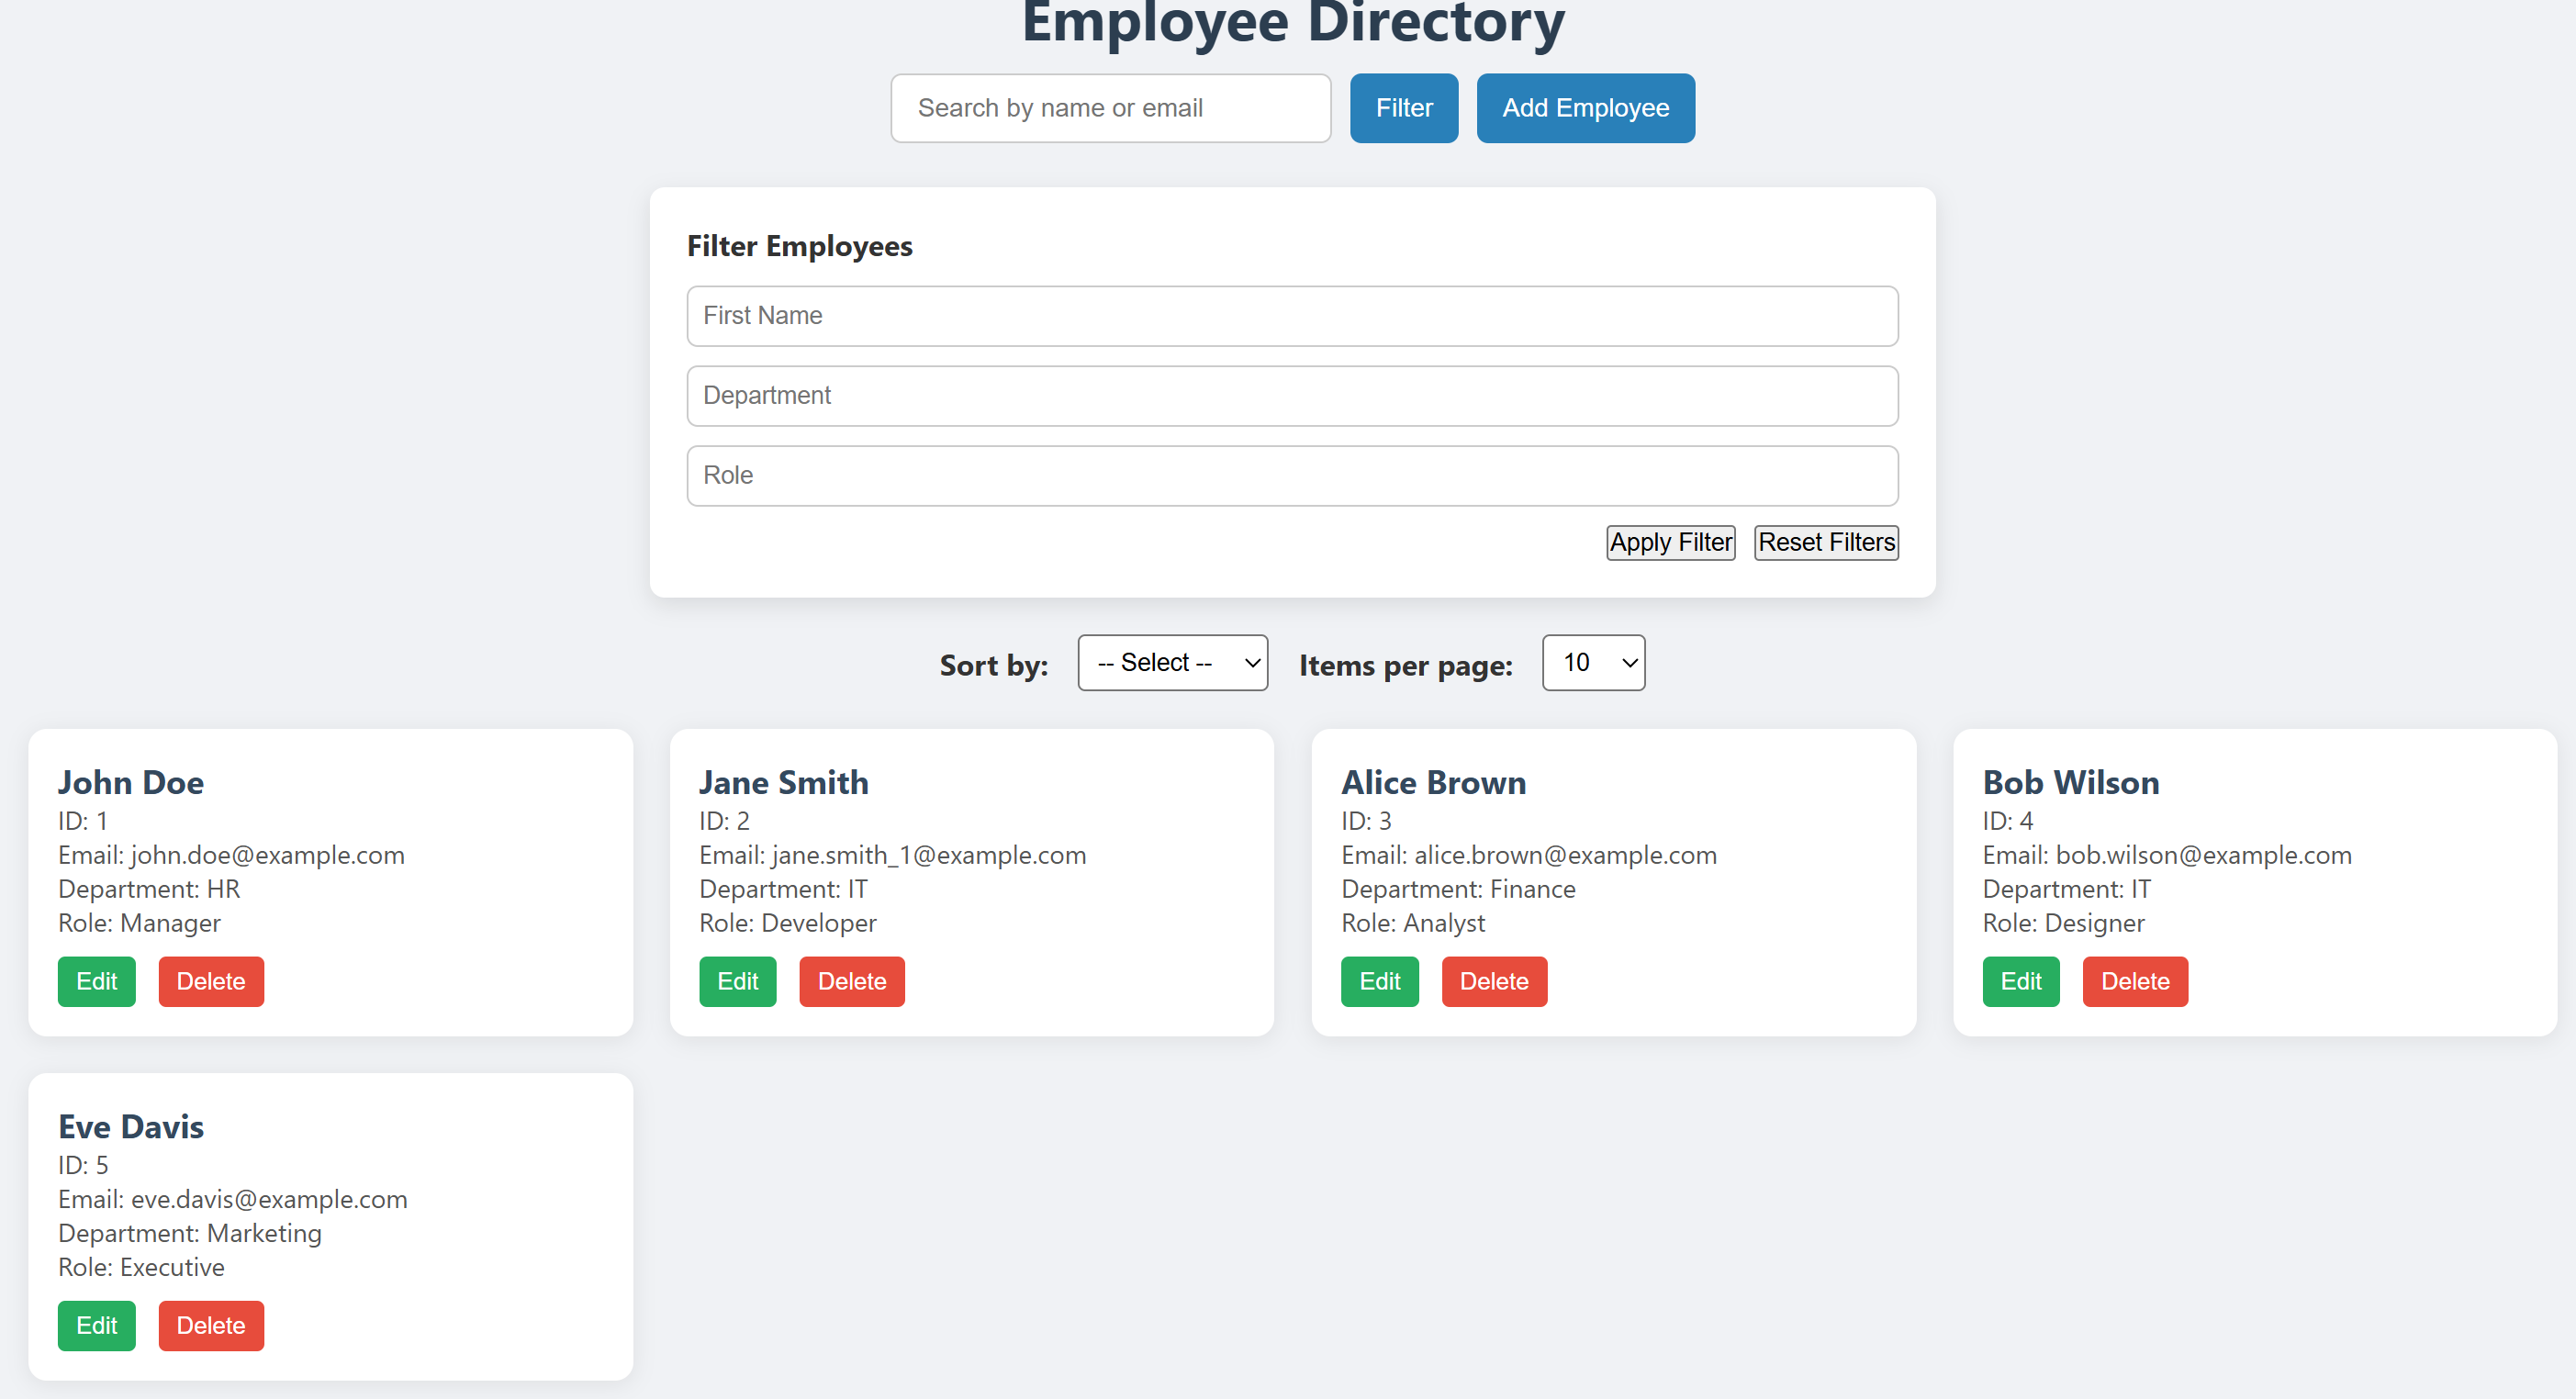 Employee Directory
Search by name or email
Filter
Add Employee
Filter Employees
First Name
Department
Role
Apply Filter
Reset Filters
Sort by:
-- Select --
Items per page:
10
John Doe
ID: 1
Email: john.doe@example.com
Department: HR
Role: Manager
Edit
Delete
Jane Smith
ID: 2
Email: jane.smith_1@example.com
Department: IT
Role: Developer
Edit
Delete
Alice Brown
ID: 3
Email: alice.brown@example.com
Department: Finance
Role: Analyst
Edit
Delete
Bob Wilson
ID: 4
Email: bob.wilson@example.com
Department: IT
Role: Designer
Edit
Delete
Eve Davis
ID: 5
Email: eve.davis@example.com
Department: Marketing
Role: Executive
Edit
Delete